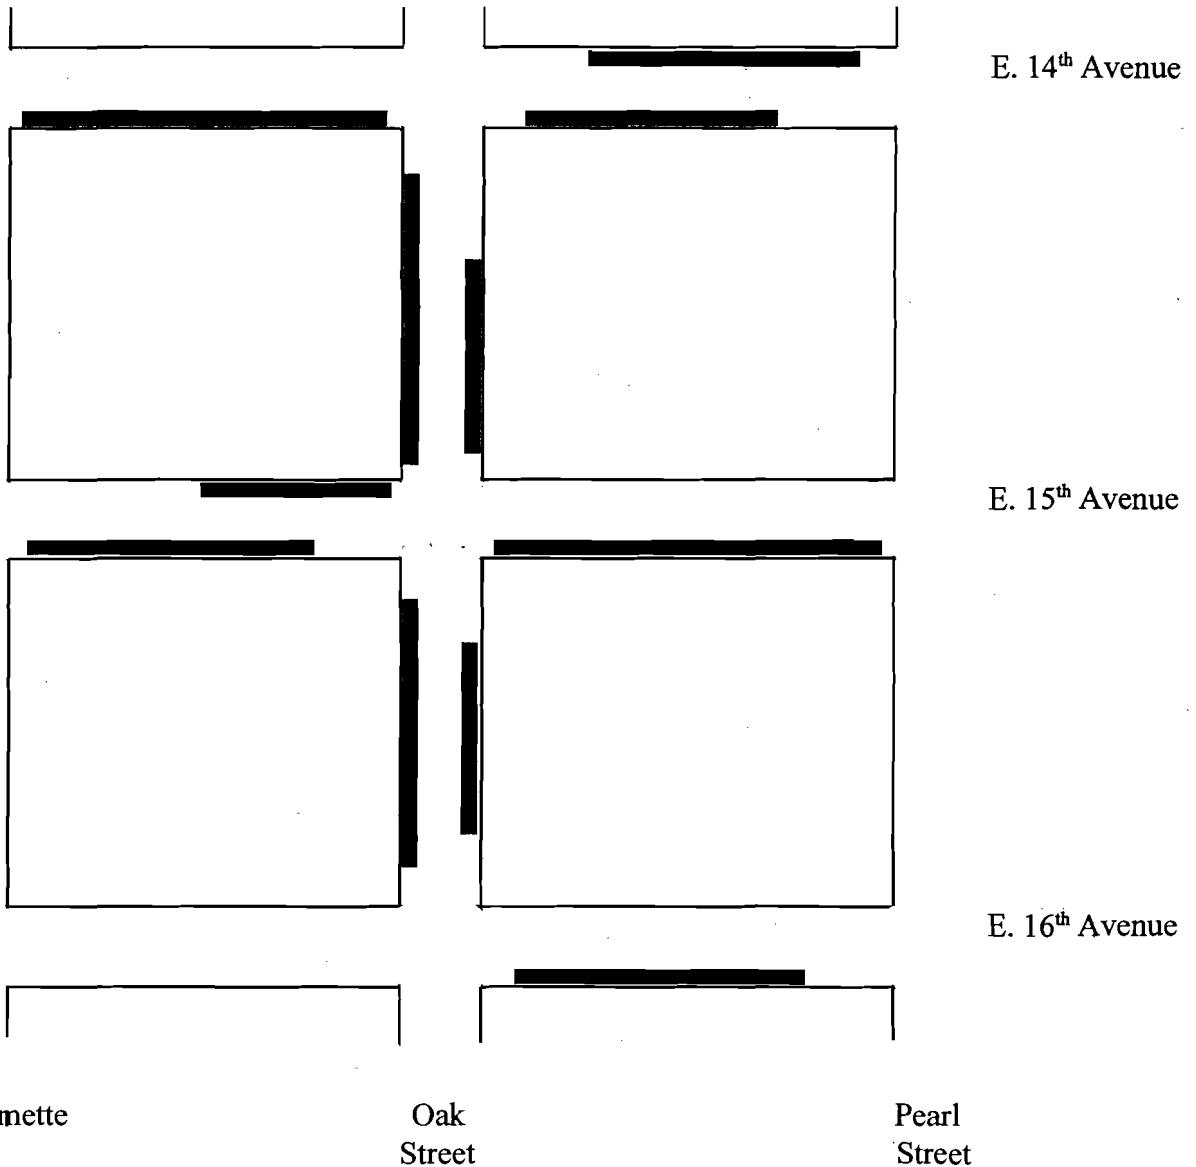 E. 14th Avenue
E. 15th Avenue
E. 16th Avenue
mette
Oak
Street
Pearl
Street